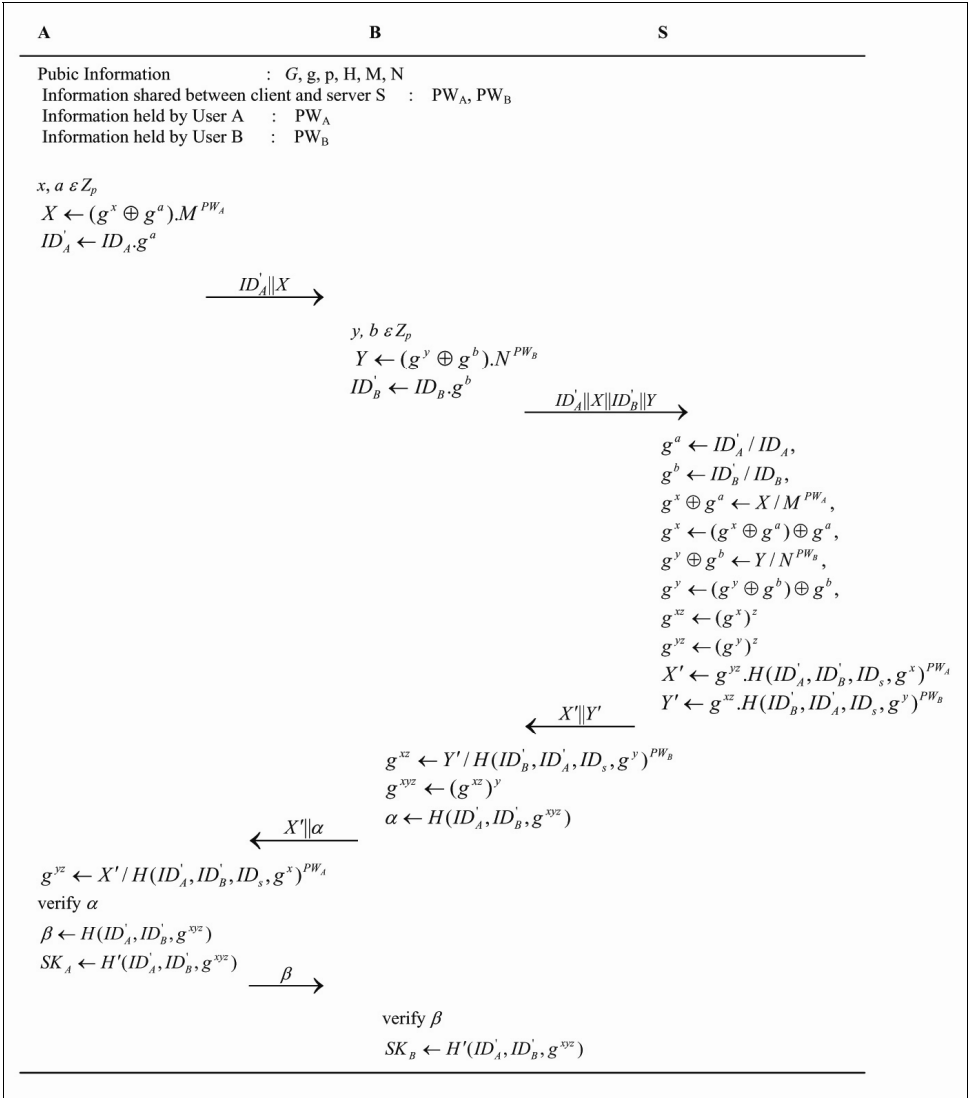 A B S
Pubic Information : G, g, p, H, M, N
Information shared between client and server S : PW_A, PW_B
Information held by User A : PW_A
Information held by User B : PW_B
x, a ε Z_p
X ← (g^x ⊕ g^a).M^{PW_A}
ID'_A ← ID_A.g^a
ID'_A||X
y, b ε Z_p
Y ← (g^y ⊕ g^b).N^{PW_B}
ID'_B ← ID_B.g^b
ID'_A||X||ID'_B||Y
g^a ← ID'_A / ID_A,
g^b ← ID'_B / ID_B,
g^x ⊕ g^a ← X / M^{PW_A},
g^x ← (g^x ⊕ g^a) ⊕ g^a,
g^y ⊕ g^b ← Y / N^{PW_B},
g^y ← (g^y ⊕ g^b) ⊕ g^b,
g^{xz} ← (g^x)^z
g^{yz} ← (g^y)^z
X′ ← g^{yz}.H(ID'_A, ID'_B, ID_s, g^x)^{PW_A}
Y′ ← g^{xz}.H(ID'_B, ID'_A, ID_s, g^y)^{PW_B}
X′||Y′
g^{xz} ← Y′ / H(ID'_B, ID'_A, ID_s, g^y)^{PW_B}
g^{xyz} ← (g^{xz})^y
α ← H(ID'_A, ID'_B, g^{xyz})
X′||α
g^{yz} ← X′ / H(ID'_A, ID'_B, ID_s, g^x)^{PW_A}
verify α
β ← H(ID'_A, ID'_B, g^{xyz})
SK_A ← H′(ID'_A, ID'_B, g^{xyz})
β
verify β
SK_B ← H′(ID'_A, ID'_B, g^{xyz})